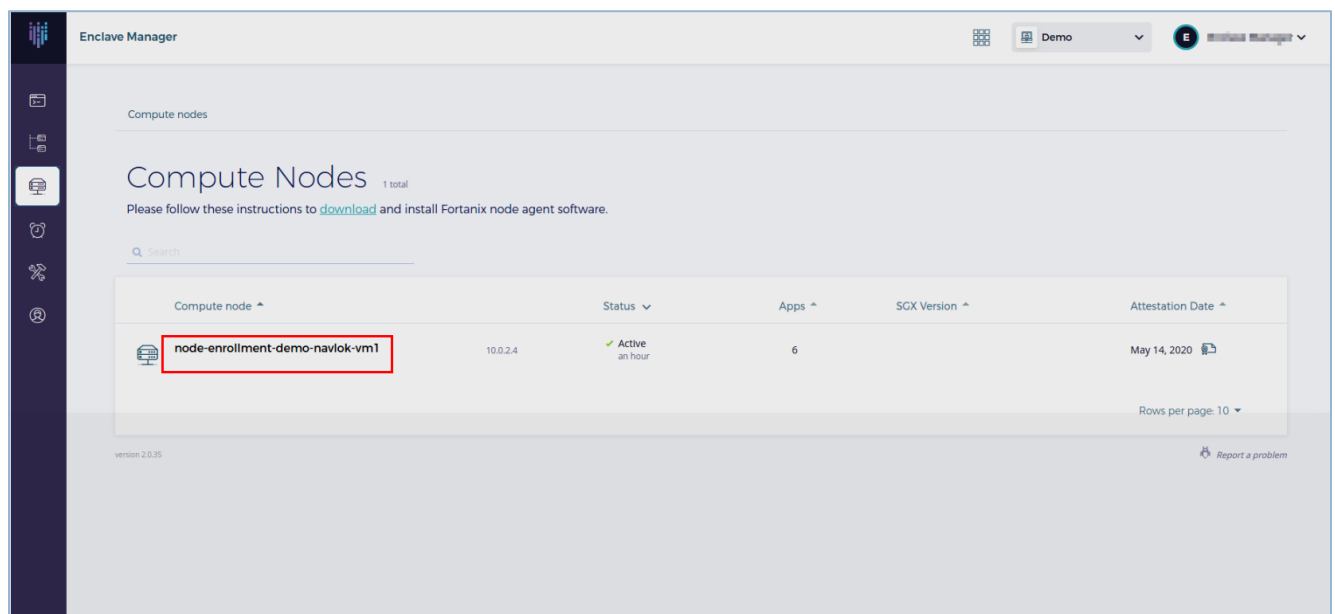 Enclave Manager
Demo
E
Compute nodes
Compute Nodes 1 total
Please follow these instructions to download and install Fortanix node agent software.
Search
Compute node Status Apps SGX Version Attestation Date
node-enrollment-demo-navlok-vm1 10.0.2.4 Active 6 May 14, 2020
an hour
Rows per page: 10
version 2.0.35 Report a problem